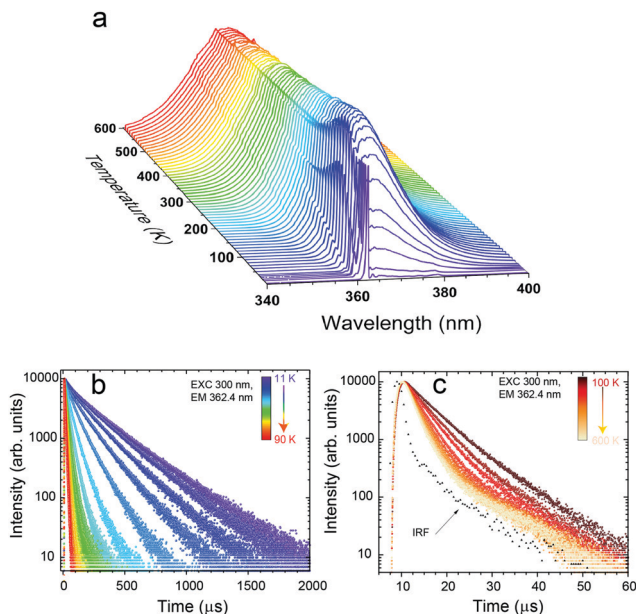 a
600
500
400
300
200
100
Temperature (K)
340
360
380
400
Wavelength (nm)
b
EXC 300 nm,
EM 362.4 nm
11 K
90 K
10000
1000
100
10
Intensity (arb. units)
0
500
1000
1500
2000
Time (μs)
c
EXC 300 nm,
EM 362.4 nm
100 K
600 K
IRF
10000
1000
100
10
Intensity (arb. units)
10
20
30
40
50
60
Time (μs)